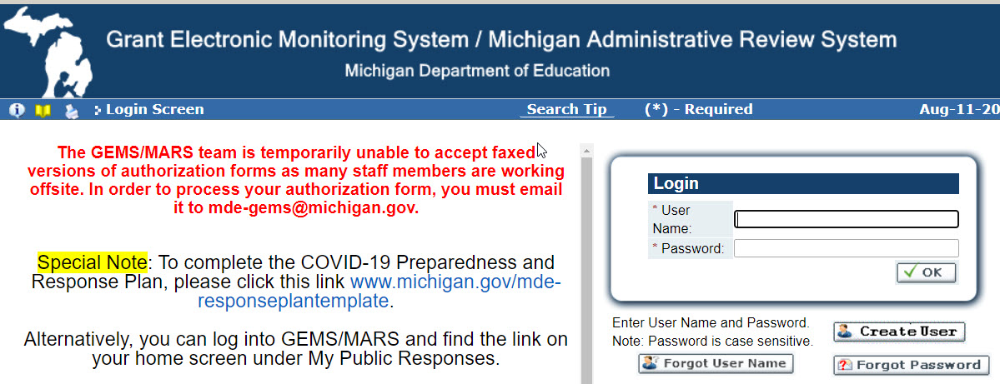 Grant Electronic Monitoring System / Michigan Administrative Review System
Michigan Department of Education
Login Screen
Search Tip
(*) - Required
Aug-11-20
The GEMS/MARS team is temporarily unable to accept faxed
versions of authorization forms as many staff members are working
offsite. In order to process your authorization form, you must email
it to mde-gems@michigan.gov.
Special Note: To complete the COVID-19 Preparedness and
Response Plan, please click this link www.michigan.gov/mde-
responseplantemplate.
Alternatively, you can log into GEMS/MARS and find the link on
your home screen under My Public Responses.
Login
* User
Name:
* Password:
OK
Enter User Name and Password.
Note: Password is case sensitive.
Create User
Forgot User Name
Forgot Password